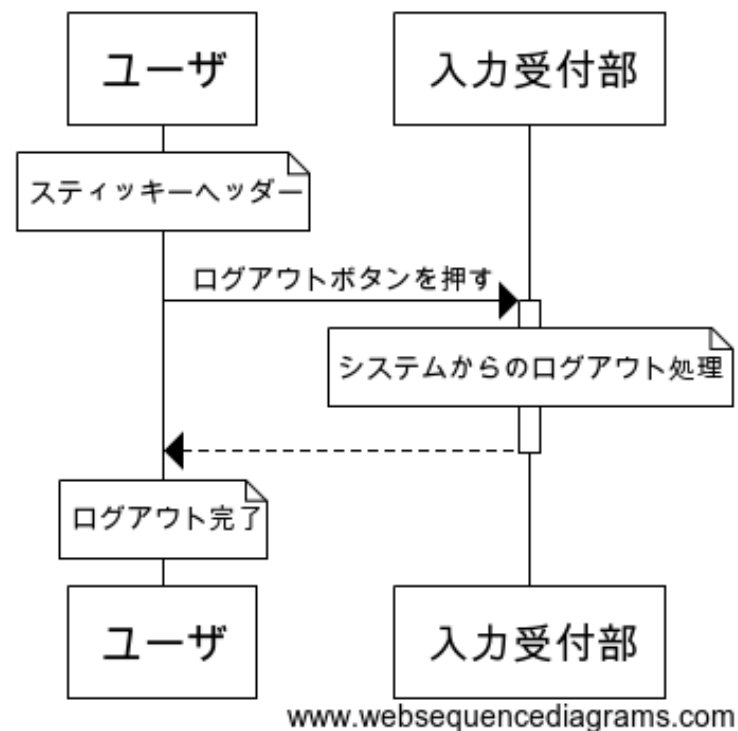 ユーザ
入力受付部
スティッキーヘッダー
ログアウトボタンを押す
システムからのログアウト処理
ログアウト完了
ユーザ
入力受付部
www.websequencediagrams.com